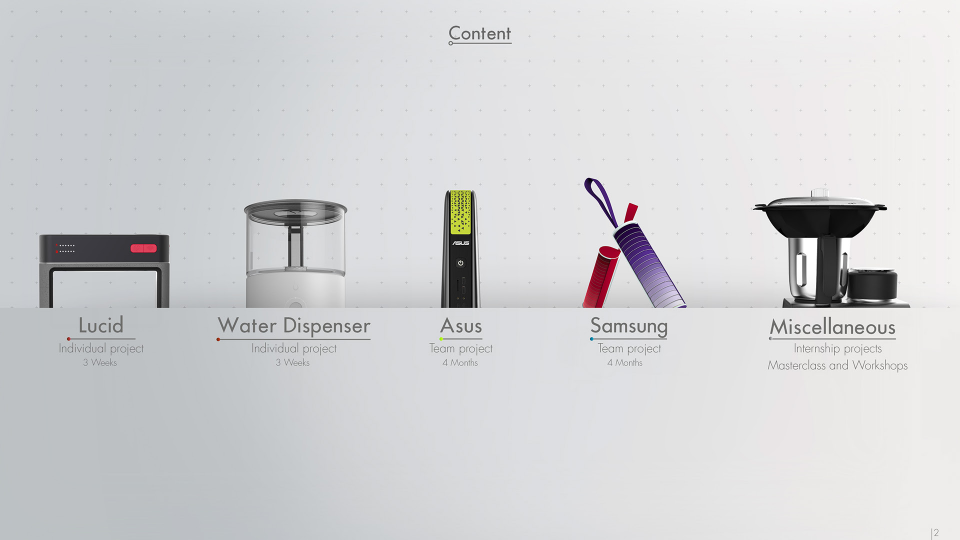 Content
ASUS
Lucid
Individual project
3 Weeks
Water Dispenser
Individual project
3 Weeks
Asus
Team project
4 Months
Samsung
Team project
4 Months
Miscellaneous
Internship projects
Masterclass and Workshops
|2